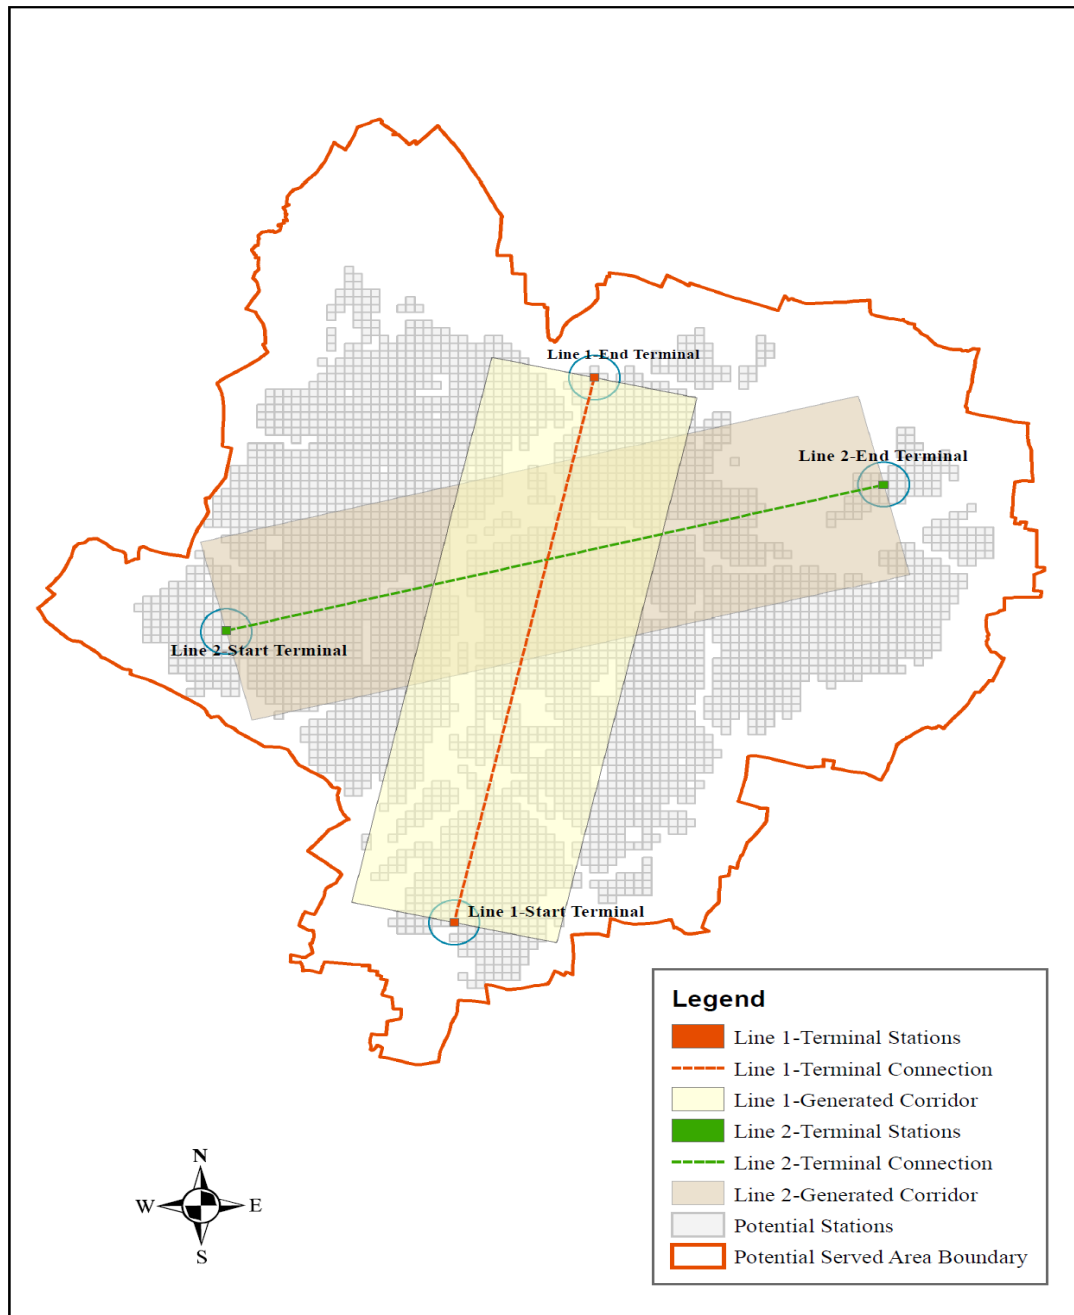 Line 1-End Terminal
Line 2-End Terminal
Line 2-Start Terminal
Line 1-Start Terminal
Legend
Line 1-Terminal Stations
Line 1-Terminal Connection
Line 1-Generated Corridor
Line 2-Terminal Stations
Line 2-Terminal Connection
Line 2-Generated Corridor
Potential Stations
Potential Served Area Boundary
N
W E
S